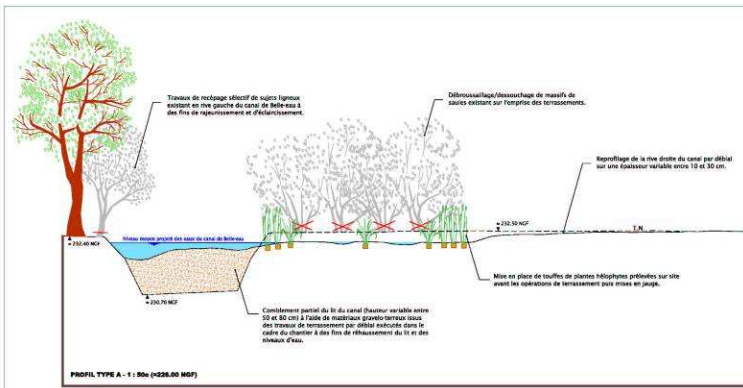 Travaux de recépage sélectif de sujets ligneux
existant en rive gauche du canal de Belle-eau à
des fins de rajeunissement et d'éclaircissement.
Débroussaillage/dessouchage de massifs de
saules existant sur l'emprise des terrassements.
Reprofilage de la rive droite du canal par déblai
sur une épaisseur variable entre 10 et 30 cm.
≈ 232.50 NGF
T.N
Niveau moyen projeté des eaux du canal de Belle-eau
≈ 232.40 NGF
Mise en place de touffes de plantes hélophytes prélevées sur site
avant les opérations de terrassement puis mises en jauge.
≈ 230.70 NGF
Comblement partiel du lit du canal (hauteur variable entre
50 et 80 cm) à l'aide de matériaux gravelo-terreux issus
des travaux de terrassement par déblai exécutés dans le
cadre du chantier à des fins de réhaussement du lit et des
niveaux d'eau.
PROFIL TYPE A - 1 : 50e (≈228.00 NGF)